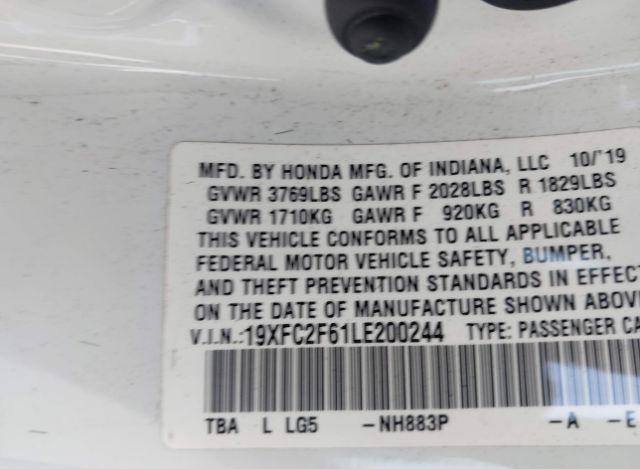 MFD. BY HONDA MFG. OF INDIANA, LLC 10/'19
GVWR 3769LBS GAWR F 2028LBS R 1829LBS
GVWR 1710KG GAWR F 920KG R 830KG
THIS VEHICLE CONFORMS TO ALL APPLICABLE
FEDERAL MOTOR VEHICLE SAFETY, BUMPER,
AND THEFT PREVENTION STANDARDS IN EFFECT
ON THE DATE OF MANUFACTURE SHOWN ABOV
V.I.N.:19XFC2F61LE200244 TYPE: PASSENGER CA
TBA L LG5 -NH883P -A -E